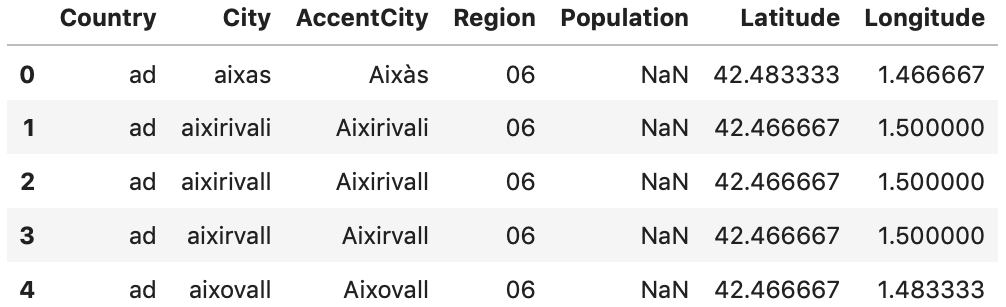 Country City AccentCity Region Population Latitude Longitude
0 ad aixas Aixàs 06 NaN 42.483333 1.466667
1 ad aixirivali Aixirivali 06 NaN 42.466667 1.500000
2 ad aixirivall Aixirivall 06 NaN 42.466667 1.500000
3 ad aixirvall Aixirvall 06 NaN 42.466667 1.500000
4 ad aixovall Aixovall 06 NaN 42.466667 1.483333